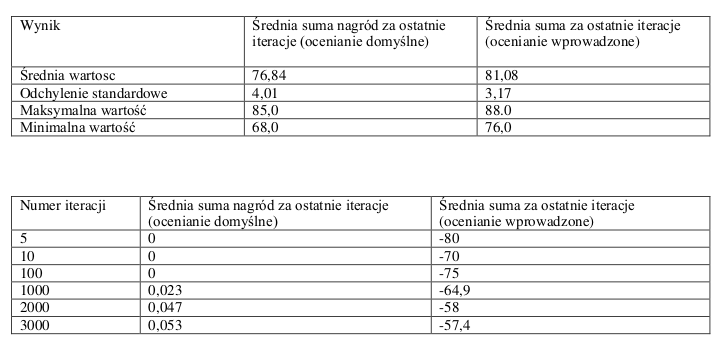 Wynik Średnia suma nagród za ostatnie Średnia suma za ostatnie iteracje
iteracje (ocenianie domyślne) (ocenianie wprowadzone)
Średnia wartosc 76,84 81,08
Odchylenie standardowe 4,01 3,17
Maksymalna wartość 85,0 88.0
Minimalna wartość 68,0 76,0
Numer iteracji Średnia suma nagród za ostatnie iteracje Średnia suma za ostatnie iteracje
(ocenianie domyślne) (ocenianie wprowadzone)
5 0 -80
10 0 -70
100 0 -75
1000 0,023 -64,9
2000 0,047 -58
3000 0,053 -57,4